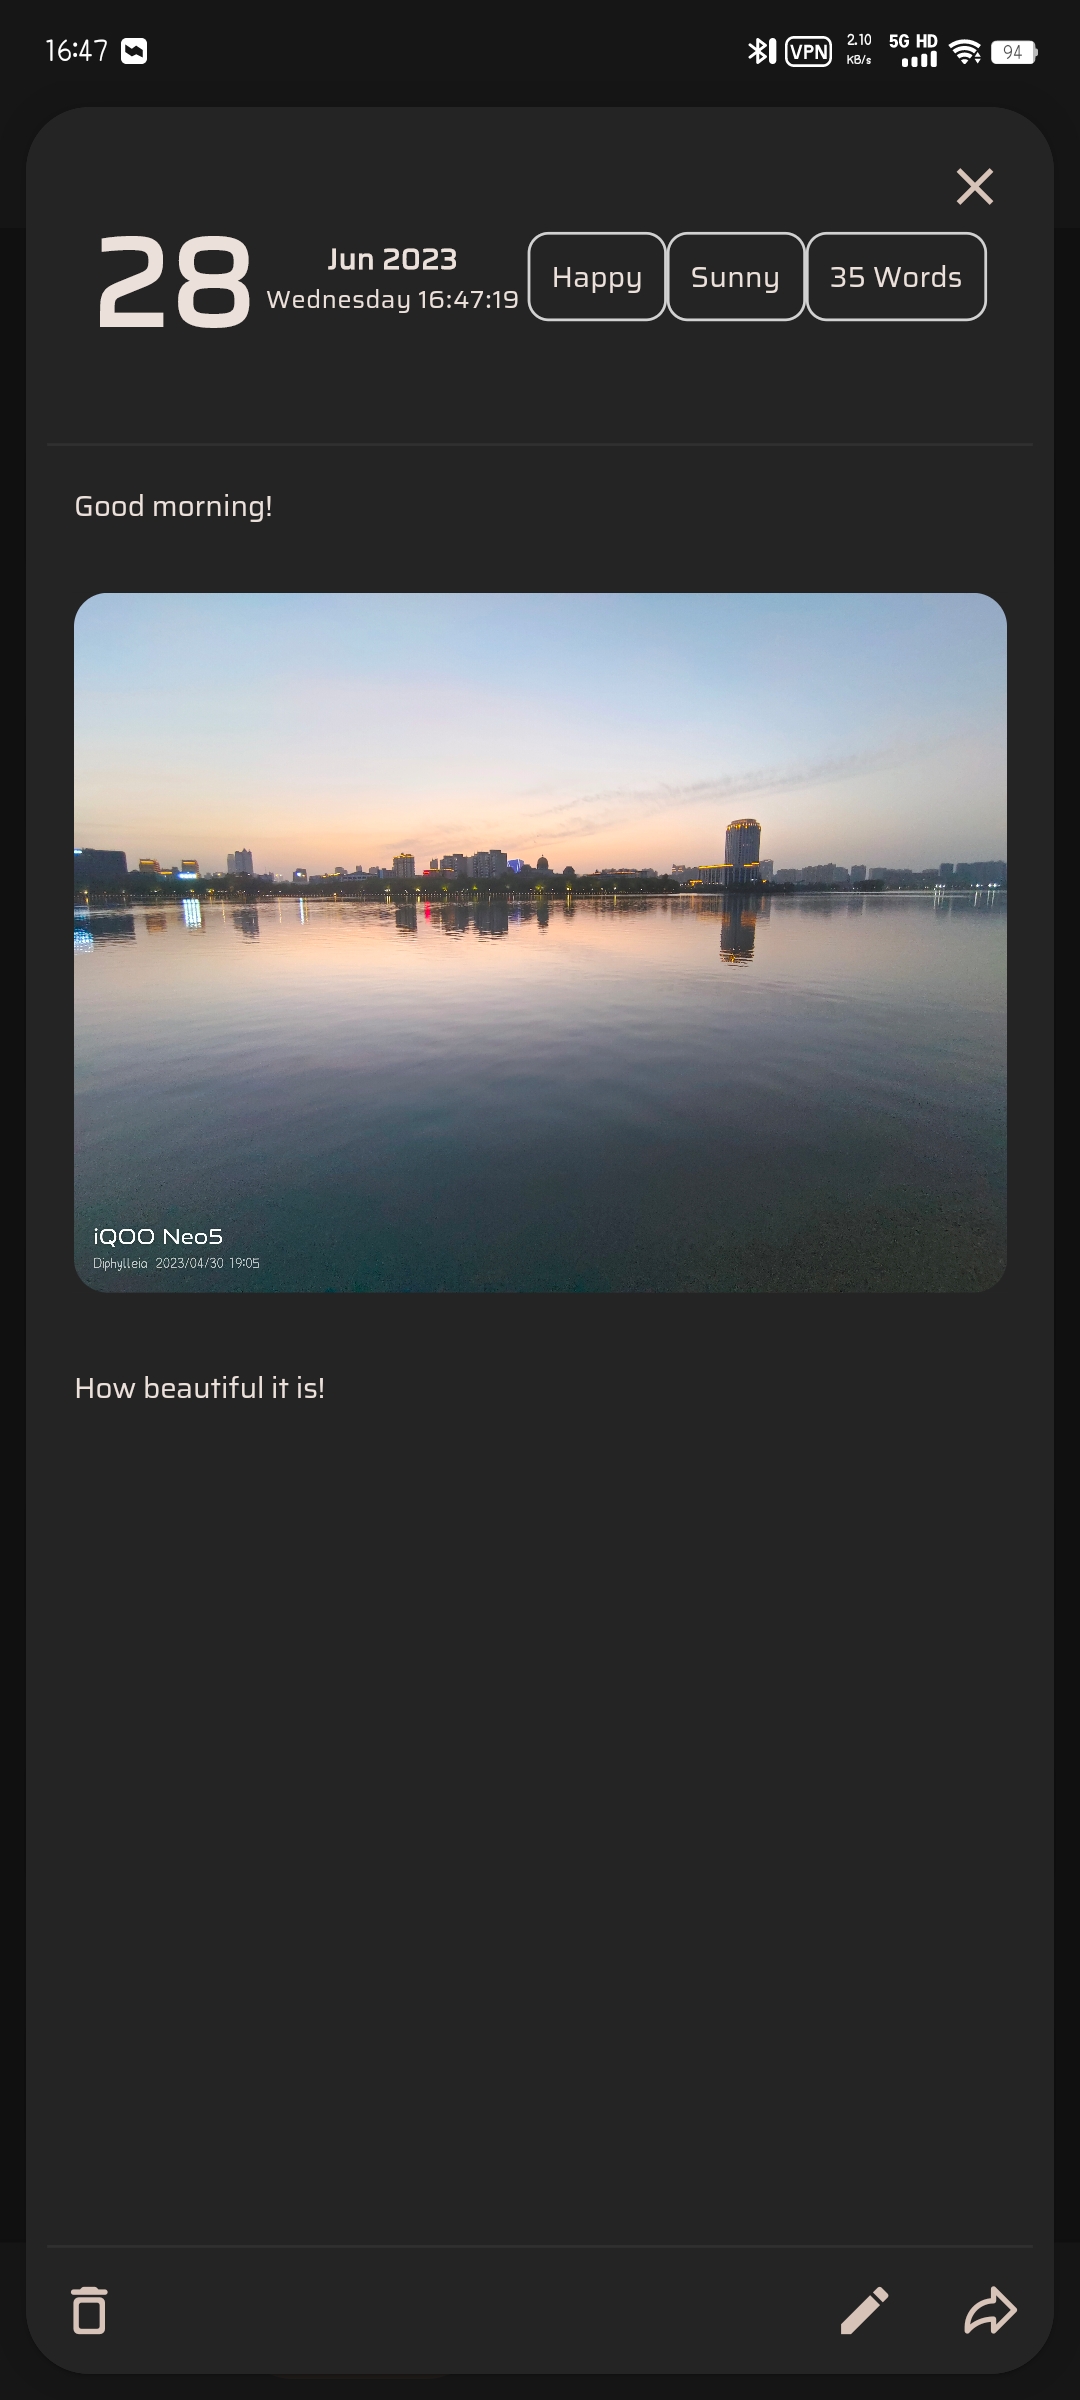 16:47
VPN
2.10
KB/s
5G HD
94
28
Jun 2023
Wednesday 16:47:19
Happy
Sunny
35 Words
Good morning!
iQOO Neo5
Diphylleia 2023/04/30 19:05
How beautiful it is!